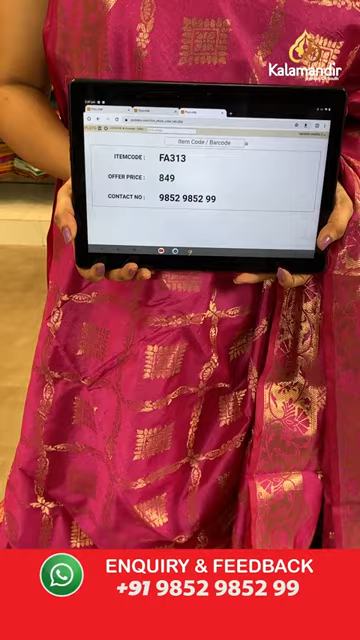 Kalamandir
Item Code / Barcode
ITEMCODE : FA313
OFFER PRICE : 849
CONTACT NO : 9852 9852 99
ENQUIRY & FEEDBACK
+91 9852 9852 99